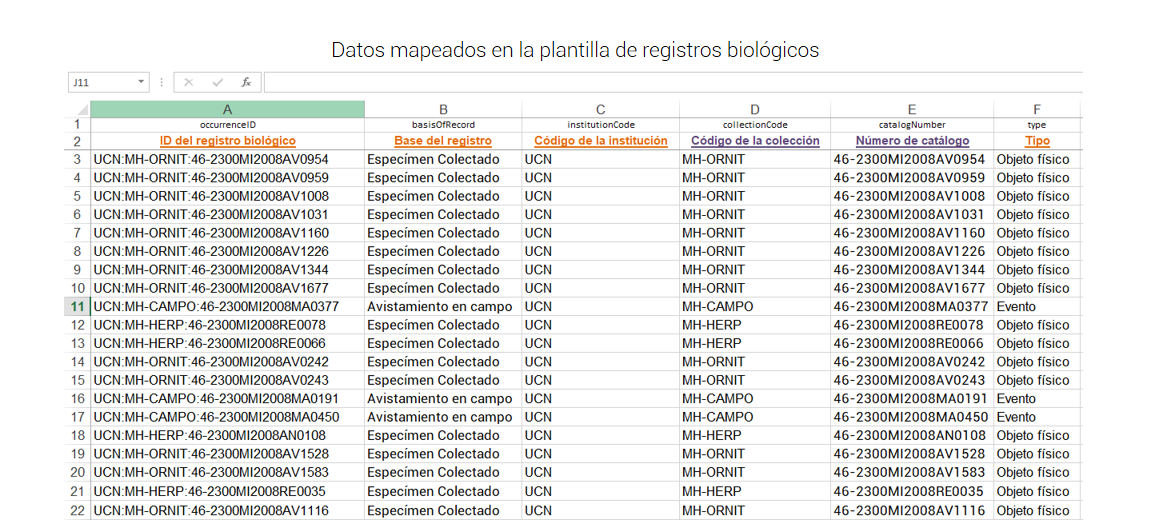 Datos mapeados en la plantilla de registros biológicos
J11 fx
A B C D E F
1 occurrenceID basisOfRecord institutionCode collectionCode catalogNumber type
2 ID del registro biológico Base del registro Código de la institución Código de la colección Número de catálogo Tipo
3 UCN:MH-ORNIT:46-2300MI2008AV0954 Especímen Colectado UCN MH-ORNIT 46-2300MI2008AV0954 Objeto físico
4 UCN:MH-ORNIT:46-2300MI2008AV0959 Especímen Colectado UCN MH-ORNIT 46-2300MI2008AV0959 Objeto físico
5 UCN:MH-ORNIT:46-2300MI2008AV1008 Especímen Colectado UCN MH-ORNIT 46-2300MI2008AV1008 Objeto físico
6 UCN:MH-ORNIT:46-2300MI2008AV1031 Especímen Colectado UCN MH-ORNIT 46-2300MI2008AV1031 Objeto físico
7 UCN:MH-ORNIT:46-2300MI2008AV1160 Especímen Colectado UCN MH-ORNIT 46-2300MI2008AV1160 Objeto físico
8 UCN:MH-ORNIT:46-2300MI2008AV1226 Especímen Colectado UCN MH-ORNIT 46-2300MI2008AV1226 Objeto físico
9 UCN:MH-ORNIT:46-2300MI2008AV1344 Especímen Colectado UCN MH-ORNIT 46-2300MI2008AV1344 Objeto físico
10 UCN:MH-ORNIT:46-2300MI2008AV1677 Especímen Colectado UCN MH-ORNIT 46-2300MI2008AV1677 Objeto físico
11 UCN:MH-CAMPO:46-2300MI2008MA0377 Avistamiento en campo UCN MH-CAMPO 46-2300MI2008MA0377 Evento
12 UCN:MH-HERP:46-2300MI2008RE0078 Especímen Colectado UCN MH-HERP 46-2300MI2008RE0078 Objeto físico
13 UCN:MH-HERP:46-2300MI2008RE0066 Especímen Colectado UCN MH-HERP 46-2300MI2008RE0066 Objeto físico
14 UCN:MH-ORNIT:46-2300MI2008AV0242 Especímen Colectado UCN MH-ORNIT 46-2300MI2008AV0242 Objeto físico
15 UCN:MH-ORNIT:46-2300MI2008AV0243 Especímen Colectado UCN MH-ORNIT 46-2300MI2008AV0243 Objeto físico
16 UCN:MH-CAMPO:46-2300MI2008MA0191 Avistamiento en campo UCN MH-CAMPO 46-2300MI2008MA0191 Evento
17 UCN:MH-CAMPO:46-2300MI2008MA0450 Avistamiento en campo UCN MH-CAMPO 46-2300MI2008MA0450 Evento
18 UCN:MH-HERP:46-2300MI2008AN0108 Especímen Colectado UCN MH-HERP 46-2300MI2008AN0108 Objeto físico
19 UCN:MH-ORNIT:46-2300MI2008AV1528 Especímen Colectado UCN MH-ORNIT 46-2300MI2008AV1528 Objeto físico
20 UCN:MH-ORNIT:46-2300MI2008AV1583 Especímen Colectado UCN MH-ORNIT 46-2300MI2008AV1583 Objeto físico
21 UCN:MH-HERP:46-2300MI2008RE0035 Especímen Colectado UCN MH-HERP 46-2300MI2008RE0035 Objeto físico
22 UCN:MH-ORNIT:46-2300MI2008AV1116 Especímen Colectado UCN MH-ORNIT 46-2300MI2008AV1116 Objeto físico